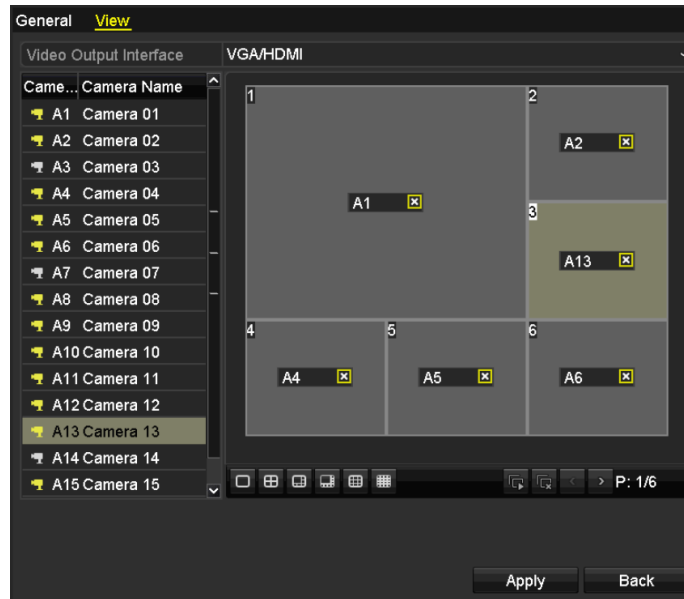 General View
Video Output Interface VGA/HDMI
Came... Camera Name
A1 Camera 01
A2 Camera 02
A3 Camera 03
A4 Camera 04
A5 Camera 05
A6 Camera 06
A7 Camera 07
A8 Camera 08
A9 Camera 09
A10 Camera 10
A11 Camera 11
A12 Camera 12
A13 Camera 13
A14 Camera 14
A15 Camera 15
1
A1
2
A2
3
A13
4
A4
5
A5
6
A6
P: 1/6
Apply Back